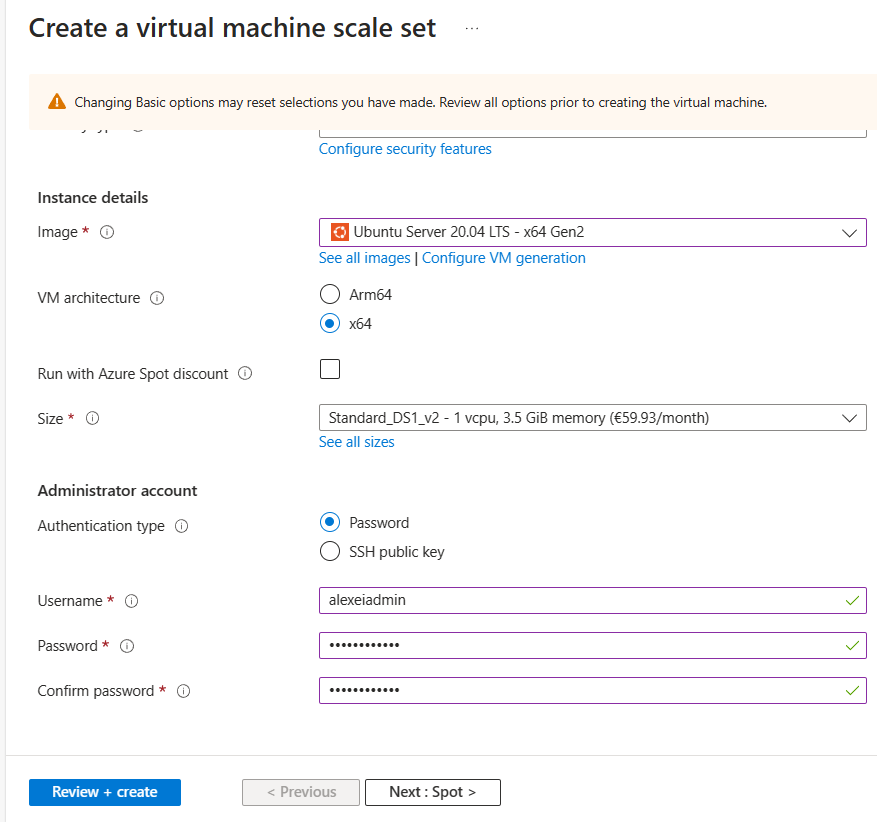 Create a virtual machine scale set ...
Changing Basic options may reset selections you have made. Review all options prior to creating the virtual machine.
Configure security features
Instance details
Image *
Ubuntu Server 20.04 LTS - x64 Gen2
See all images | Configure VM generation
VM architecture
Arm64
x64
Run with Azure Spot discount
Size *
Standard_DS1_v2 - 1 vcpu, 3.5 GiB memory (€59.93/month)
See all sizes
Administrator account
Authentication type
Password
SSH public key
Username *
alexeiadmin
Password *
••••••••••••
Confirm password *
••••••••••••
Review + create
< Previous
Next : Spot >